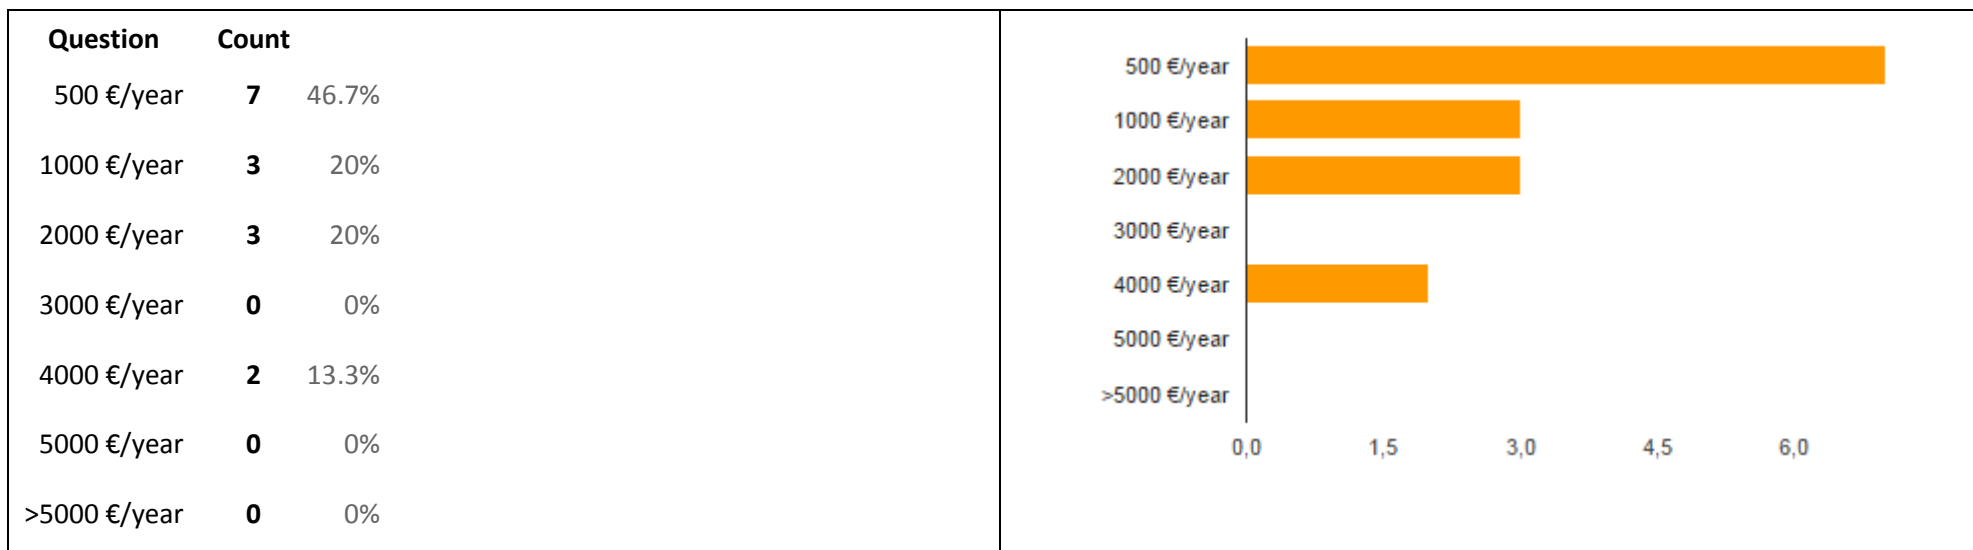 Question Count
500 €/year 7 46.7%
1000 €/year 3 20%
2000 €/year 3 20%
3000 €/year 0 0%
4000 €/year 2 13.3%
5000 €/year 0 0%
>5000 €/year 0 0%
500 €/year
1000 €/year
2000 €/year
3000 €/year
4000 €/year
5000 €/year
>5000 €/year
0,0 1,5 3,0 4,5 6,0